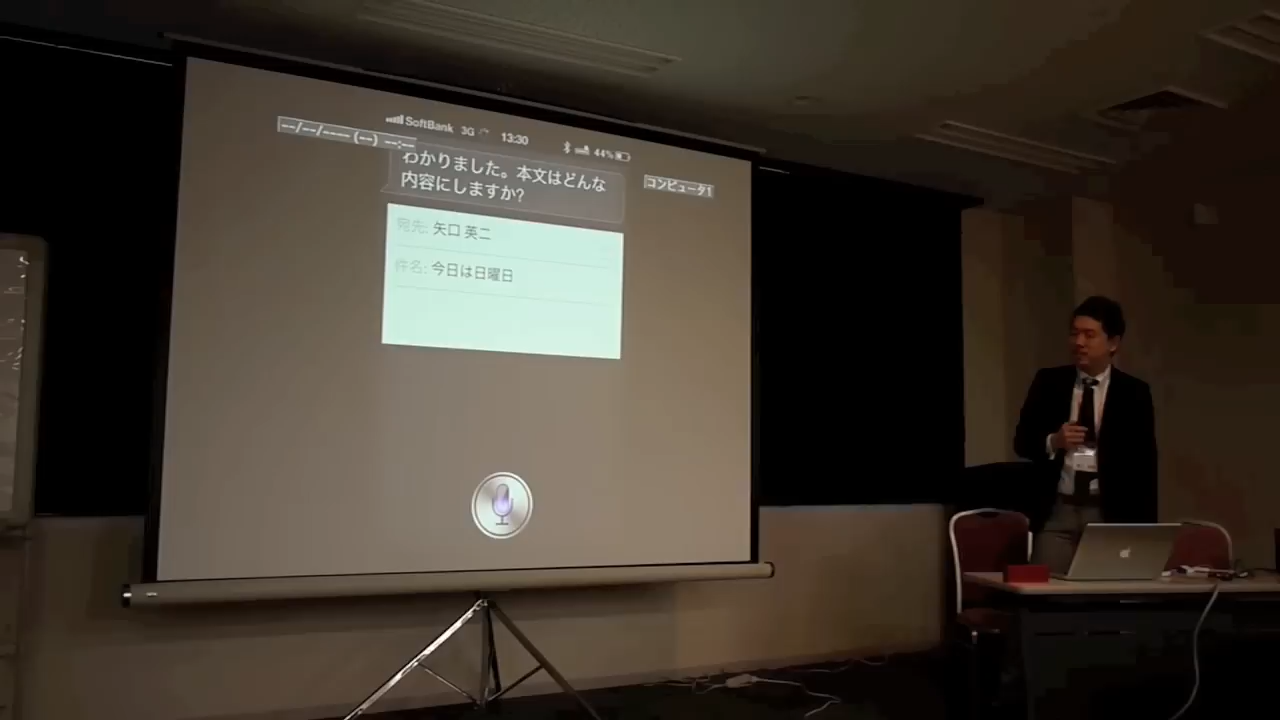 SoftBank 3G 13:30 44%
--/--/---- (--) --:--
わかりました。本文はどんな
内容にしますか?
コンピュータ1
宛先: 矢口 英二
件名: 今日は日曜日